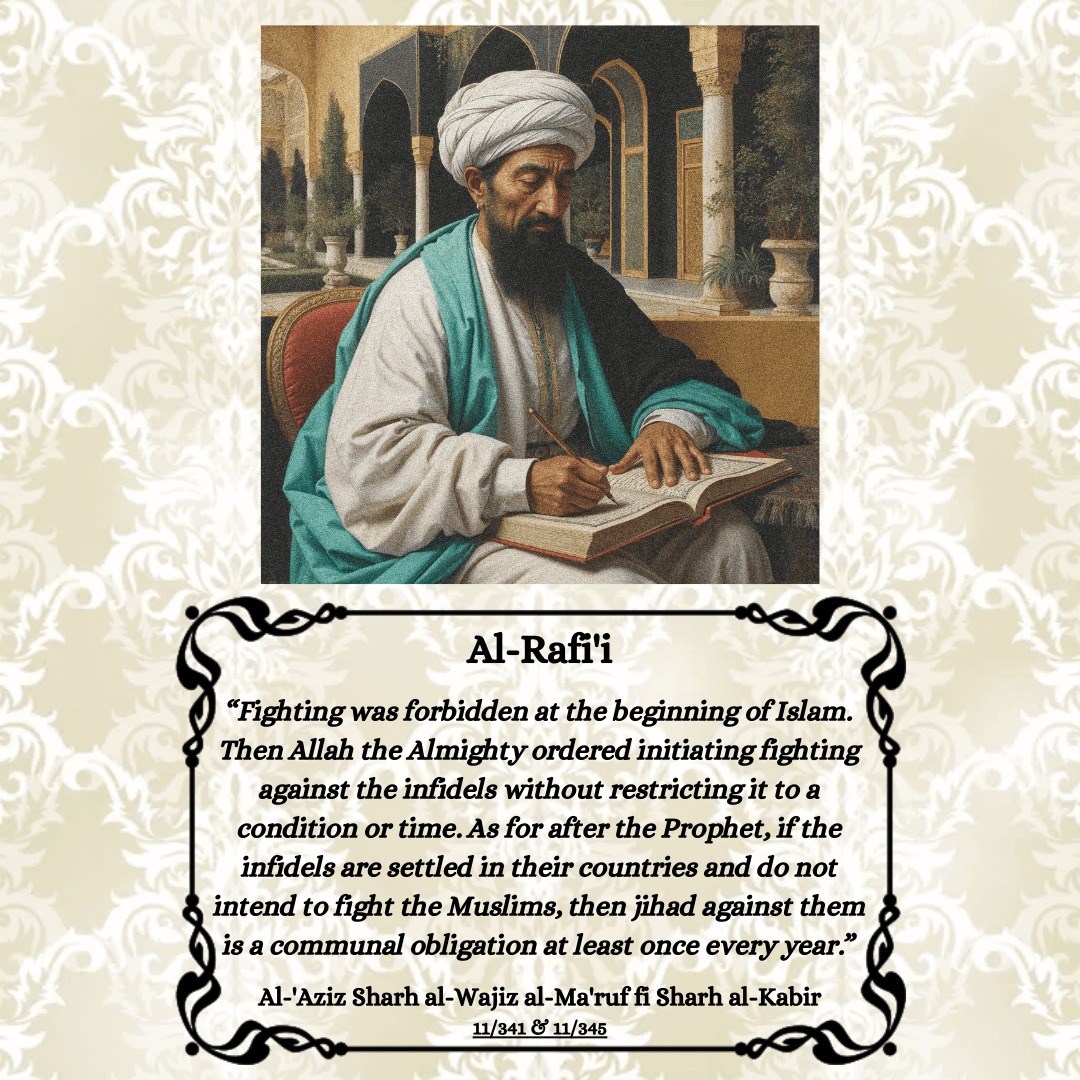 Al-Rafi'i
“Fighting was forbidden at the beginning of Islam.
Then Allah the Almighty ordered initiating fighting
against the infidels without restricting it to a
condition or time. As for after the Prophet, if the
infidels are settled in their countries and do not
intend to fight the Muslims, then jihad against them
is a communal obligation at least once every year.”
Al-'Aziz Sharh al-Wajiz al-Ma'ruf fi Sharh al-Kabir
11/341 & 11/345